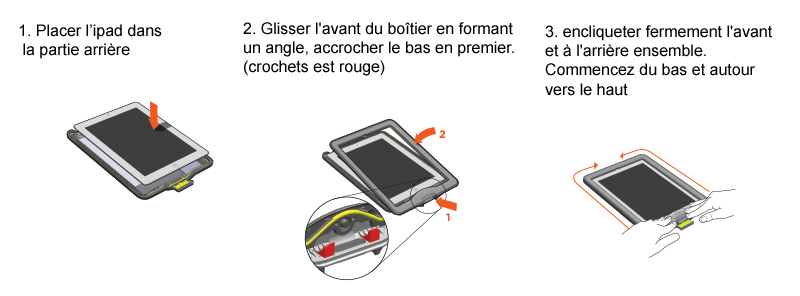 1. Placer l’ipad dans
la partie arrière
2. Glisser l'avant du boîtier en formant
un angle, accrocher le bas en premier.
(crochets est rouge)
3. encliqueter fermement l'avant
et à l'arrière ensemble.
Commencez du bas et autour
vers le haut
2
1